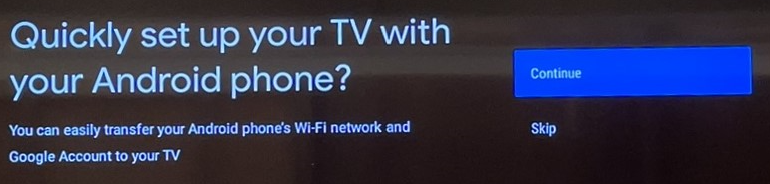 Quickly set up your TV with
your Android phone?
You can easily transfer your Android phone's Wi-Fi network and
Google Account to your TV
Continue
Skip